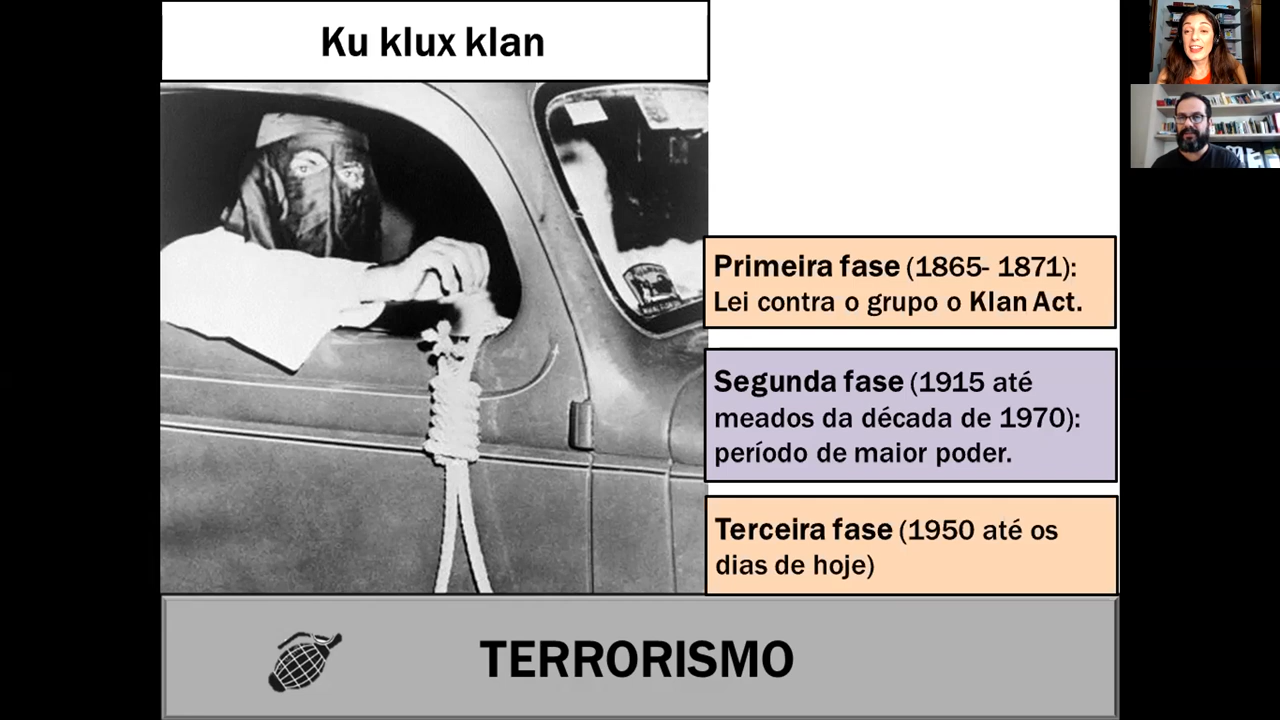 Ku klux klan
Primeira fase (1865- 1871):
Lei contra o grupo o Klan Act.
Segunda fase (1915 até
meados da década de 1970):
período de maior poder.
Terceira fase (1950 até os
dias de hoje)
TERRORISMO